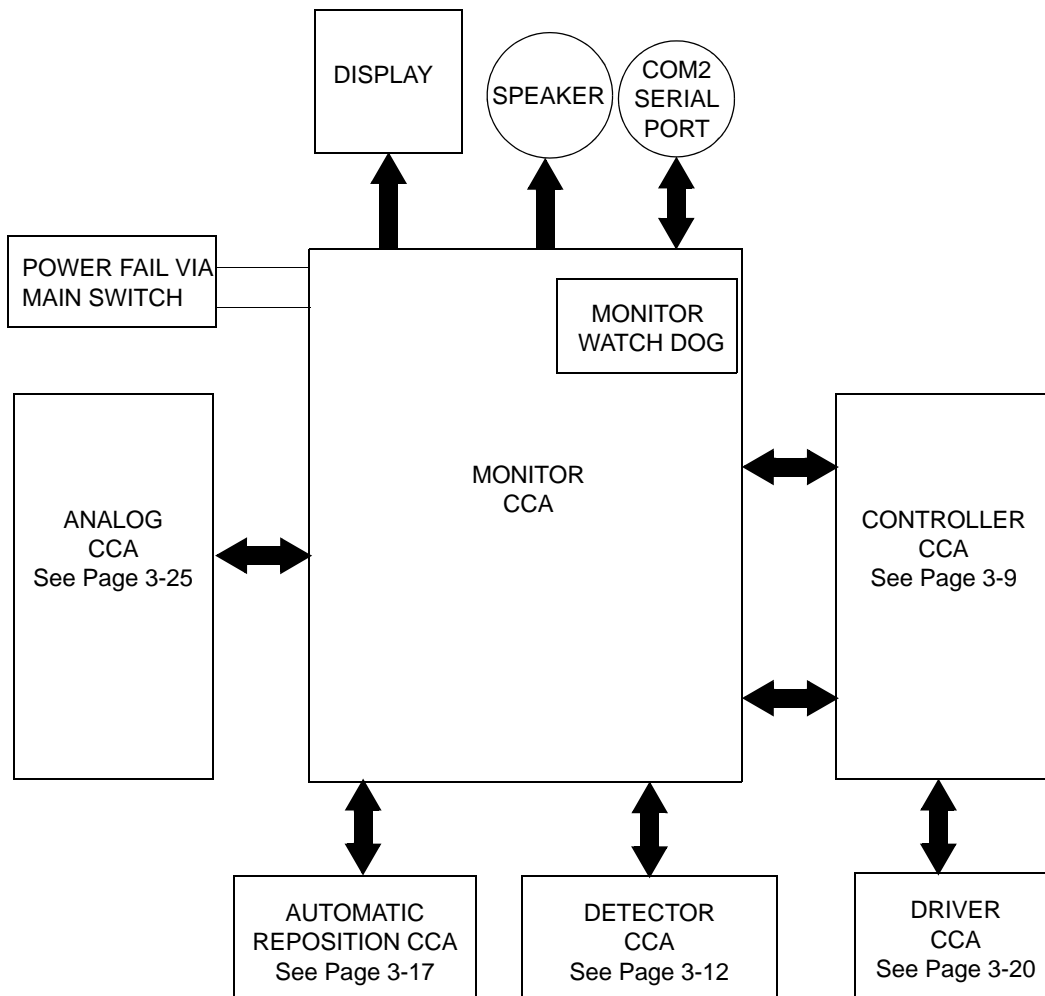 DISPLAY
SPEAKER
COM2
SERIAL
PORT
POWER FAIL VIA
MAIN SWITCH
MONITOR
WATCH DOG
MONITOR
CCA
ANALOG
CCA
See Page 3-25
CONTROLLER
CCA
See Page 3-9
AUTOMATIC
REPOSITION CCA
See Page 3-17
DETECTOR
CCA
See Page 3-12
DRIVER
CCA
See Page 3-20